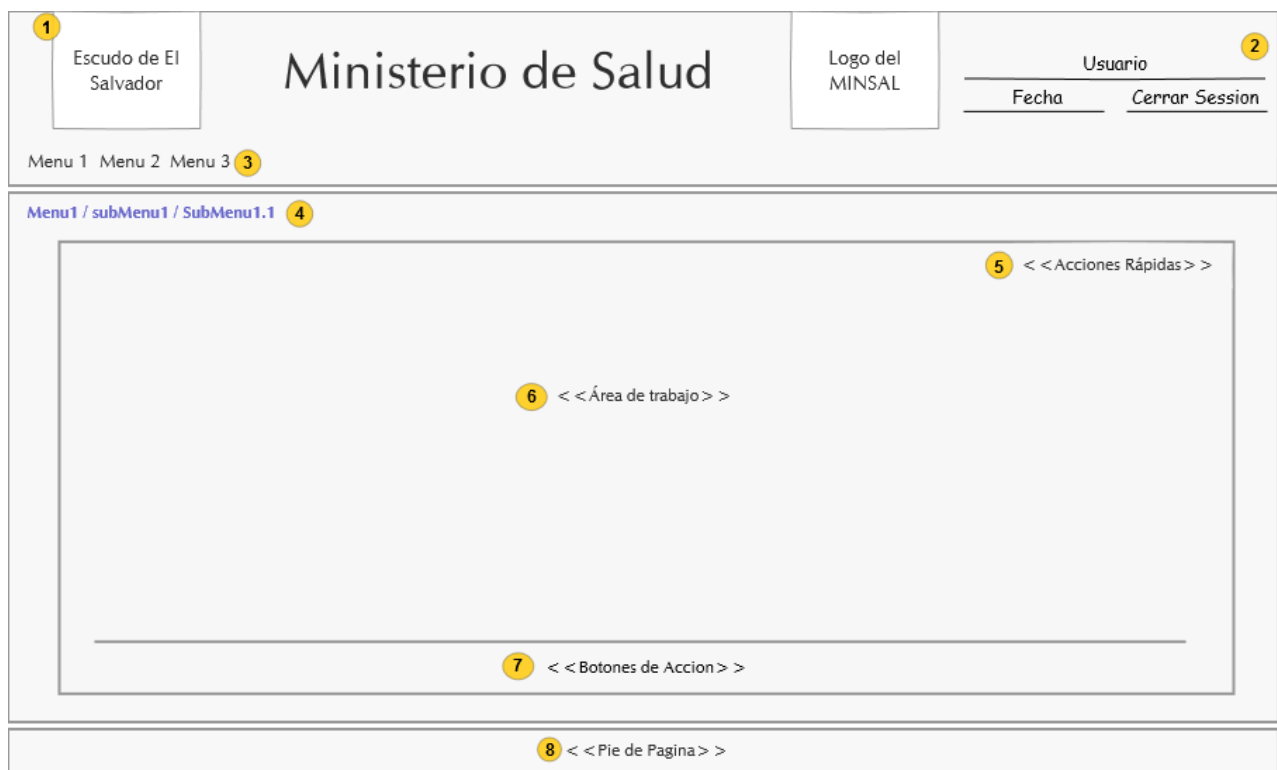 1
Escudo de El
Salvador
Ministerio de Salud
Logo del
MINSAL
2
Usuario
Fecha
Cerrar Session
Menu 1 Menu 2 Menu 3 3
Menu1 / subMenu1 / SubMenu1.1 4
5 < <Acciones Rápidas> >
6 < <Área de trabajo> >
7 < <Botones de Accion> >
8 < <Pie de Pagina> >